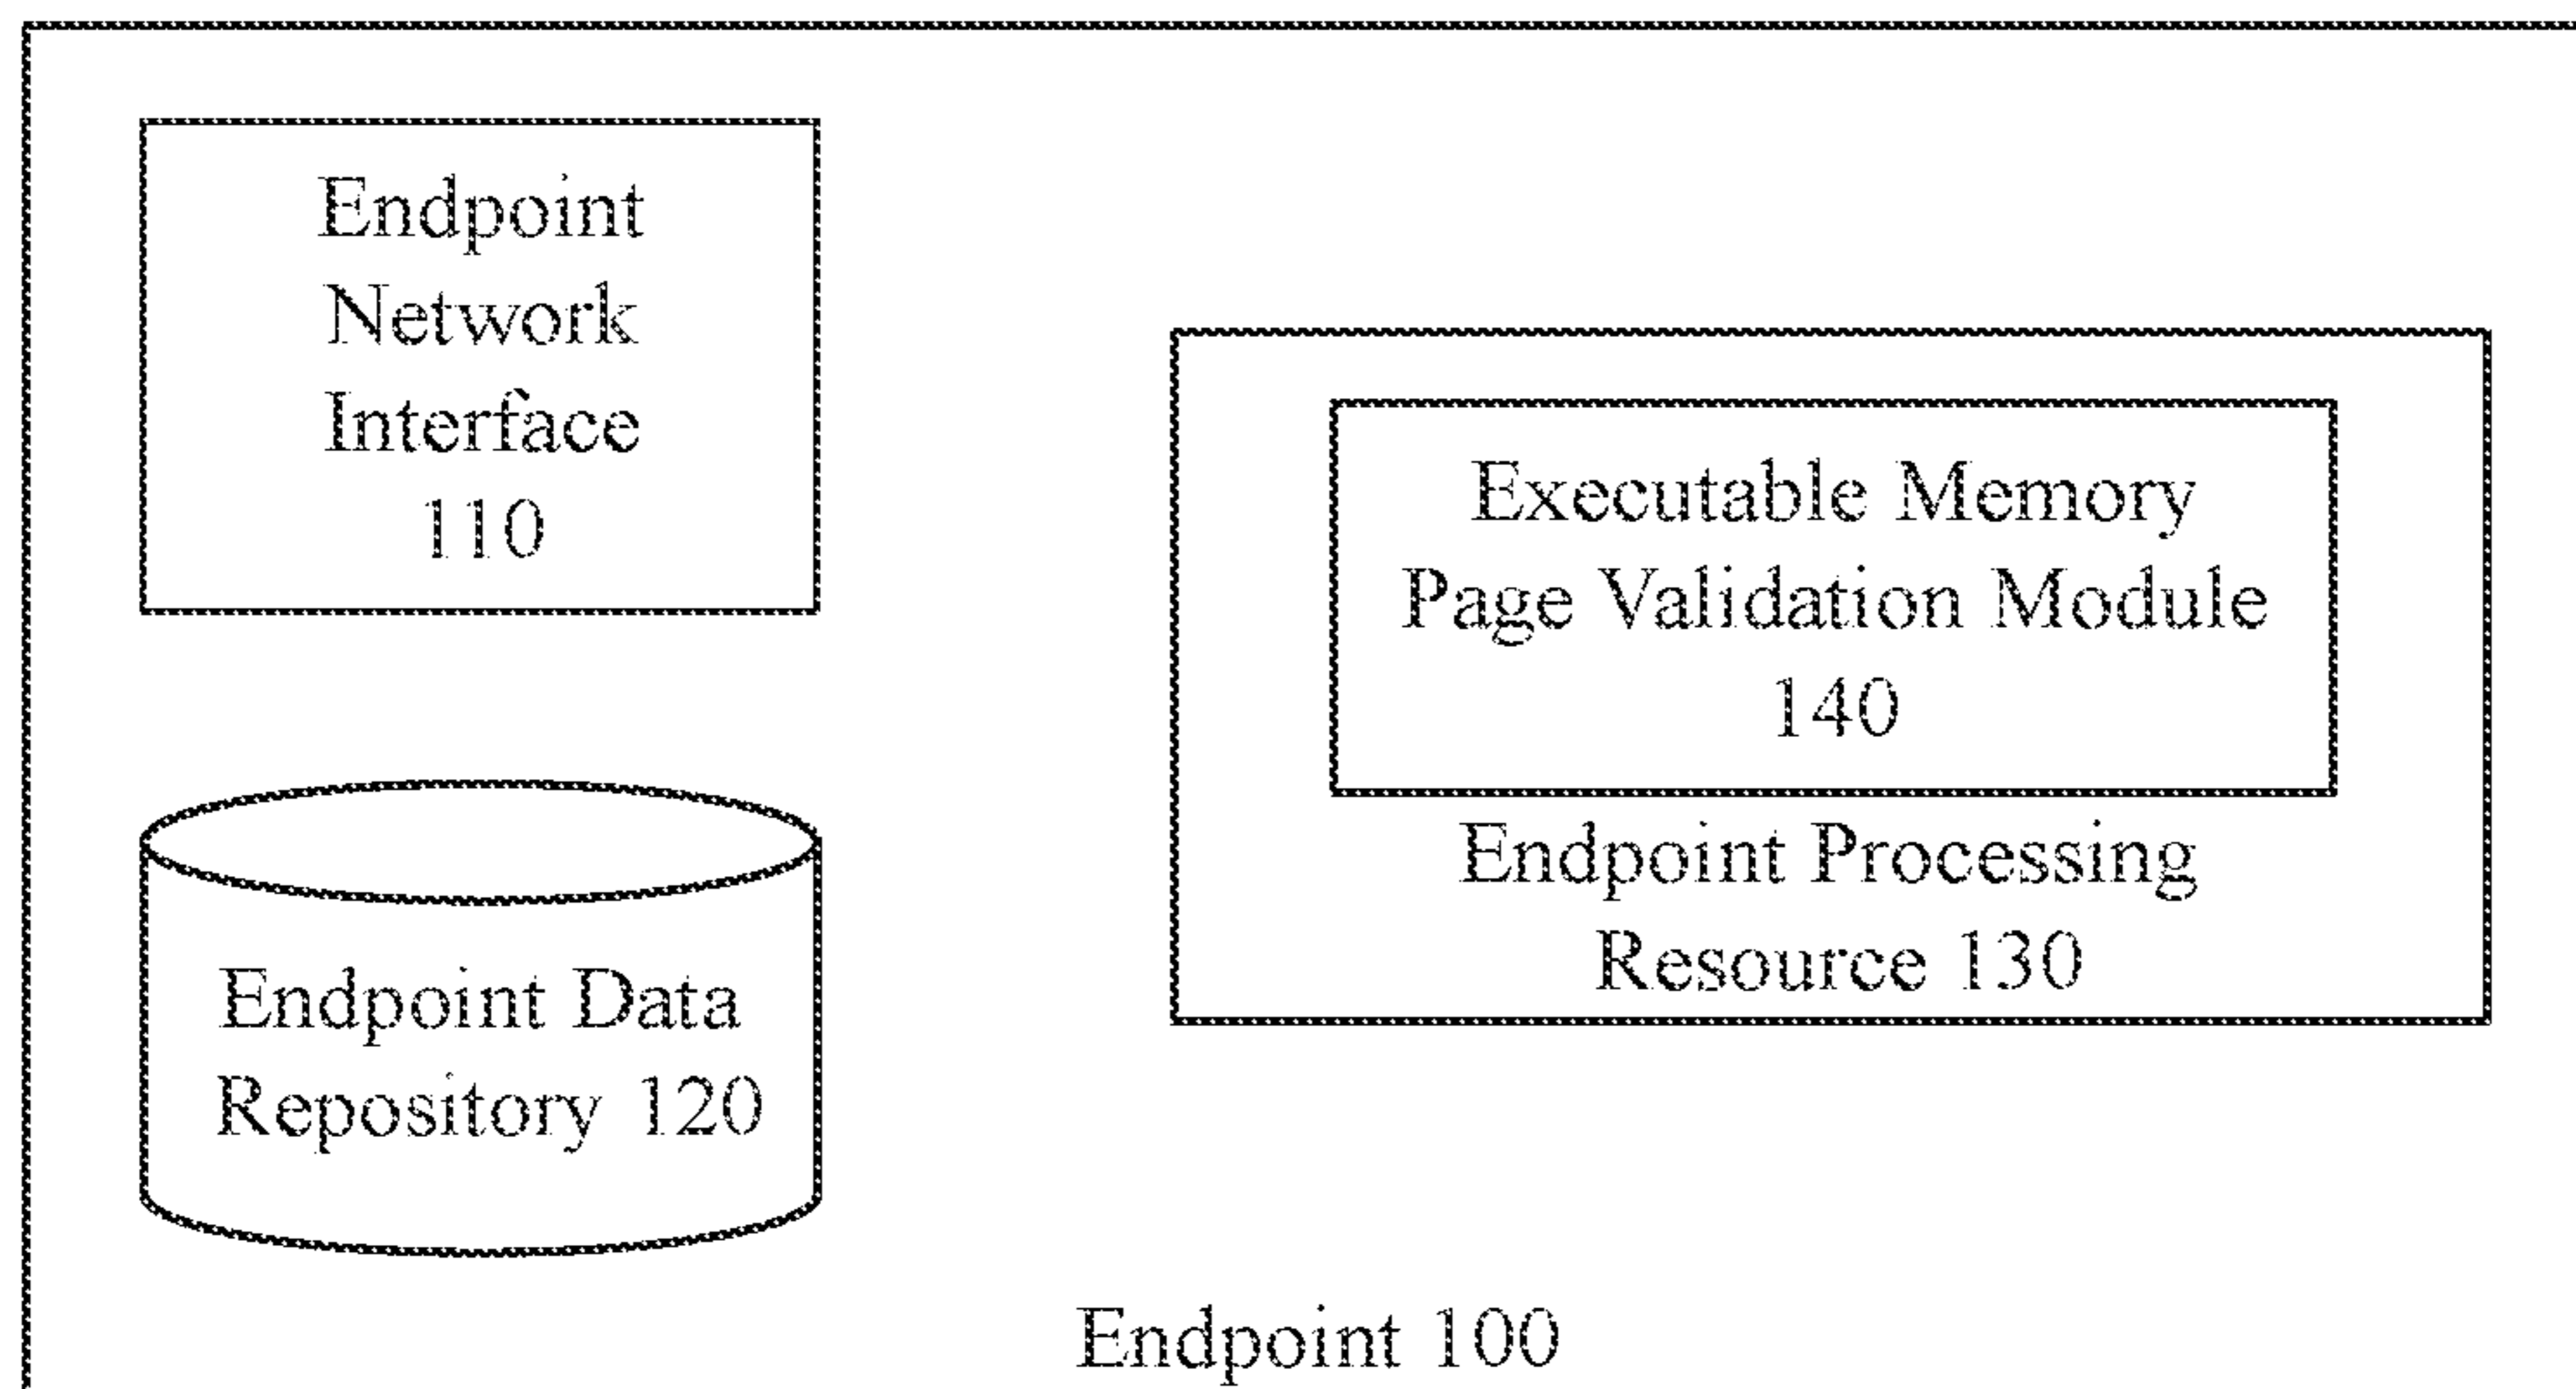 Endpoint
Network
Interface
110
Executable Memory
Page Validation Module
140
Endpoint Processing
Resource 130
Endpoint Data
Repository 120
Endpoint 100